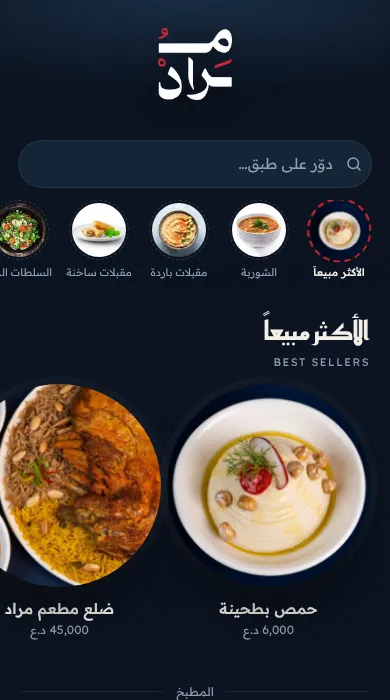 مُراد
دوّر على طبق...
الأكثر مبيعاً
الشوربة
مقبلات باردة
مقبلات ساخنة
السلطات
الأكثر مبيعاً
BEST SELLERS
حمص بطحينة
6,000 د.ع
ضلع مطعم مراد
45,000 د.ع
المطبخ